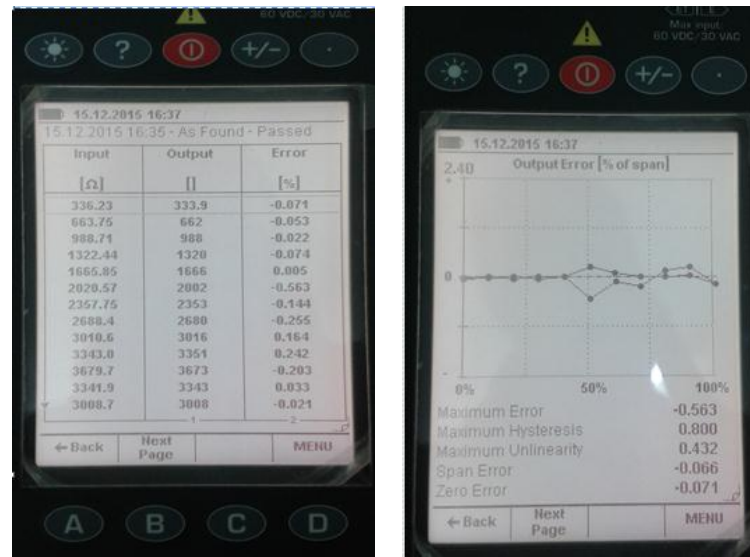 60 VDC/30 VAC
?
+/-
15.12.2015 16:37
15.12.2015 16:35 - As Found - Passed
Input Output Error
[Ω] [] [%]
336.23 333.9 -0.071
663.75 662 -0.053
988.71 988 -0.022
1322.44 1320 -0.074
1665.85 1666 0.005
2020.57 2002 -0.563
2357.75 2353 -0.144
2688.4 2680 -0.255
3010.6 3016 0.164
3343.0 3351 0.242
3679.7 3673 -0.203
3341.9 3343 0.033
3008.7 3008 -0.021
1 2
←Back Next Page MENU
A B C D
Max input
60 VDC/30 VAC
?
+/-
15.12.2015 16:37
2.40 Output Error [% of span]
+
0
-
0% 50% 100%
Maximum Error -0.563
Maximum Hysteresis 0.800
Maximum Unlinearity 0.432
Span Error -0.066
Zero Error -0.071
←Back Next Page MENU